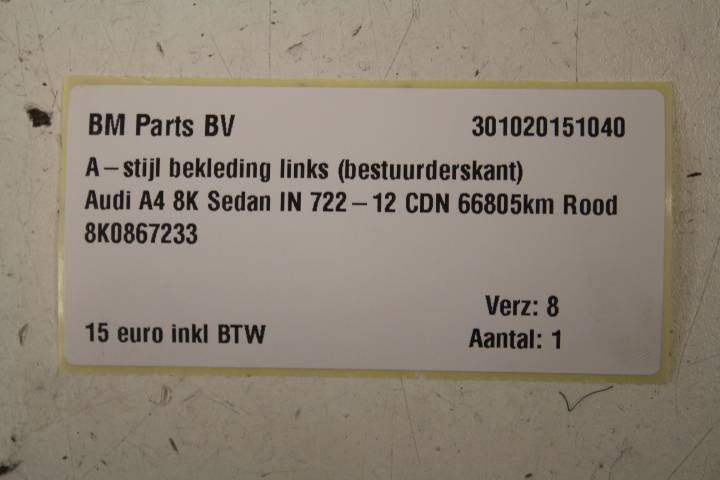 BM Parts BV 301020151040
A-stijl bekleding links (bestuurderskant)
Audi A4 8K Sedan IN 722-12 CDN 66805km Rood
8K0867233
Verz: 8
15 euro inkl BTW Aantal: 1